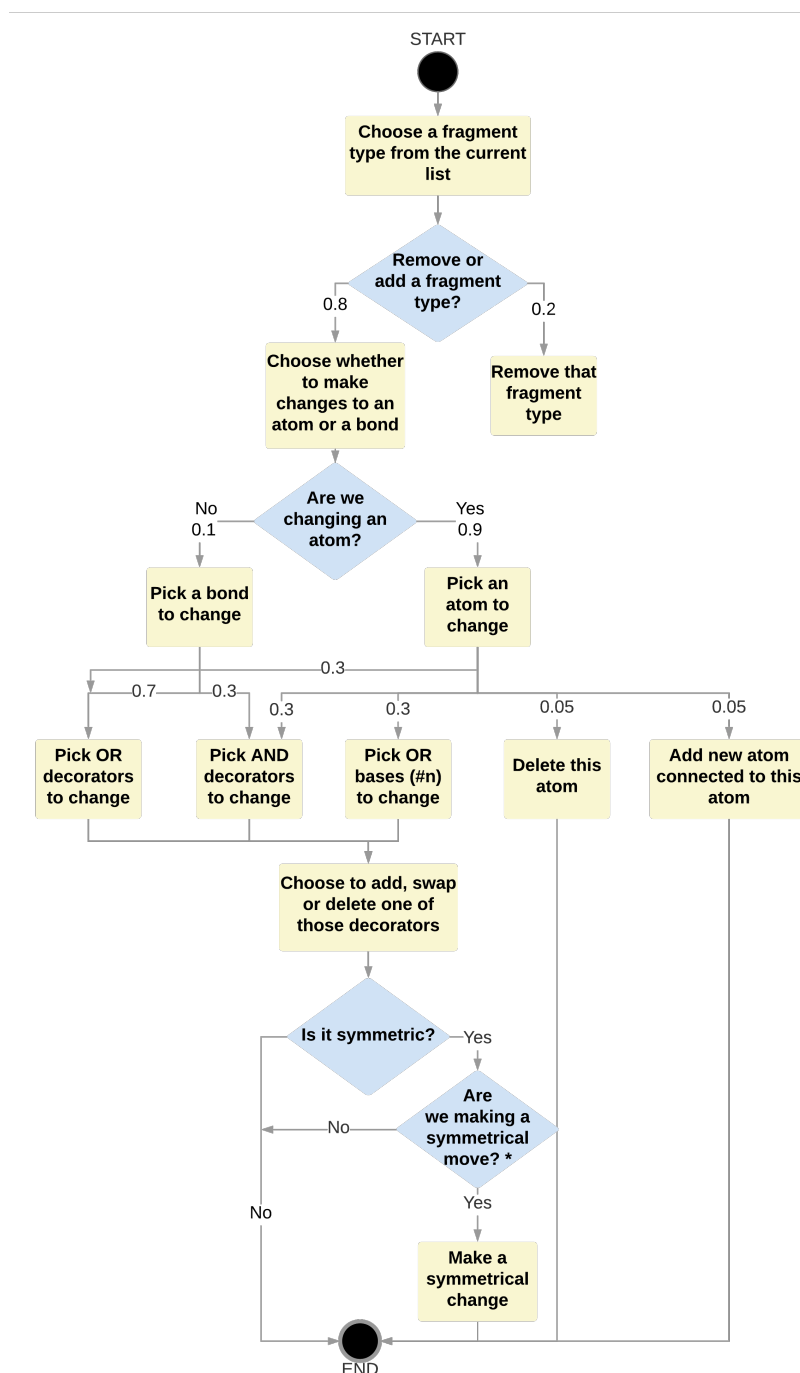 START
Choose a fragment
type from the current
list
Remove or
add a fragment
type?
0.8
0.2
Choose whether
to make
changes to an
atom or a bond
Remove that
fragment
type
Are we
changing an
atom?
No
0.1
Yes
0.9
Pick a bond
to change
Pick an
atom to
change
0.3
0.7
0.3
0.3
0.3
0.05
0.05
Pick OR
decorators
to change
Pick AND
decorators
to change
Pick OR
bases (#n)
to change
Delete this
atom
Add new atom
connected to this
atom
Choose to add, swap
or delete one of
those decorators
Is it symmetric?
Yes
Are
we making a
symmetrical
move? *
No
Yes
No
Make a
symmetrical
change
END